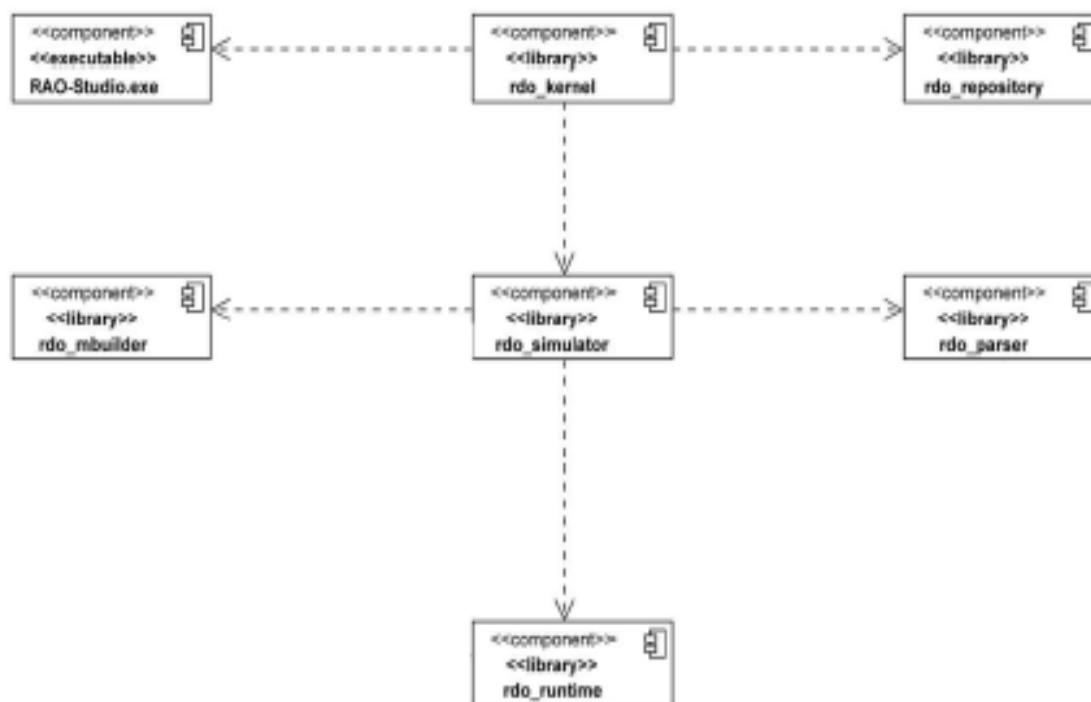 <<component>>
<<executable>>
RAO-Studio.exe
<<component>>
<<library>>
rdo_kernel
<<component>>
<<library>>
rdo_repository
<<component>>
<<library>>
rdo_mbuilder
<<component>>
<<library>>
rdo_simulator
<<component>>
<<library>>
rdo_parser
<<component>>
<<library>>
rdo_runtime